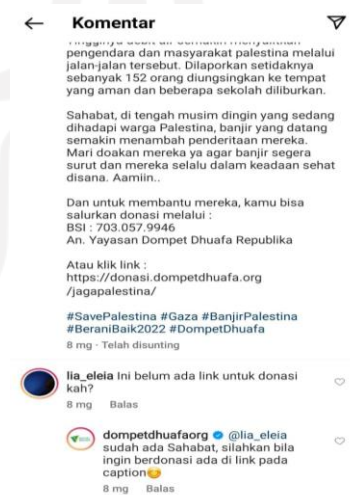 Komentar
pengendara dan masyarakat palestina melalui
jalan-jalan tersebut. Dilaporkan setidaknya
sebanyak 152 orang diungsingkan ke tempat
yang aman dan beberapa sekolah diliburkan.
Sahabat, di tengah musim dingin yang sedang
dihadapi warga Palestina, banjir yang datang
semakin menambah penderitaan mereka.
Mari doakan mereka ya agar banjir segera
surut dan mereka selalu dalam keadaan sehat
disana. Aamiin..
Dan untuk membantu mereka, kamu bisa
salurkan donasi melalui :
BSI : 703.057.9946
An. Yayasan Dompet Dhuafa Republika
Atau klik link :
https://donasi.dompetdhuafa.org
/jagapalestina/
#SavePalestina #Gaza #BanjirPalestina
#BeraniBaik2022 #DompetDhuafa
8 mg · Telah disunting
lia_eleia Ini belum ada link untuk donasi
kah?
8 mg Balas
dompetdhuafaorg @lia_eleia
sudah ada Sahabat, silahkan bila
ingin berdonasi ada di link pada
caption😊
8 mg Balas